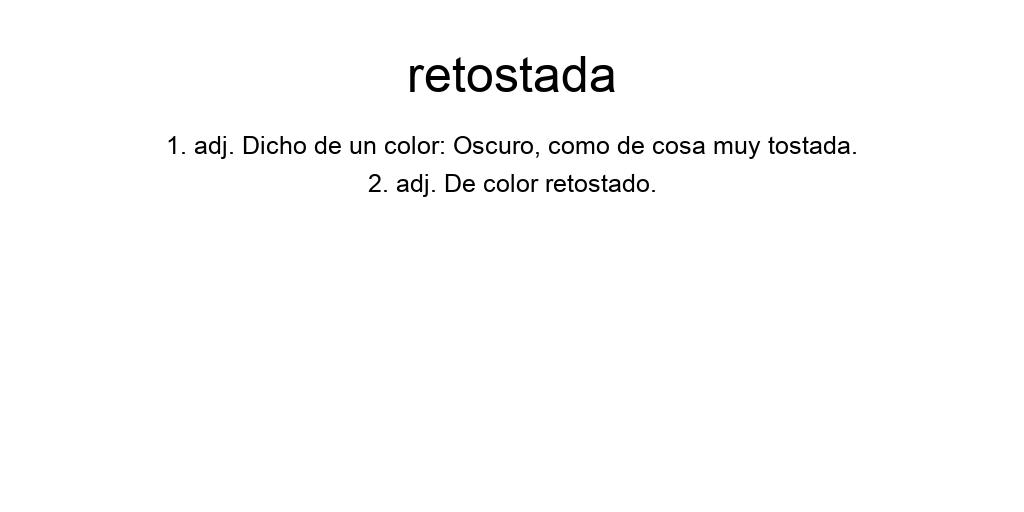 retostada
1. adj. Dicho de un color: Oscuro, como de cosa muy tostada.
2. adj. De color retostado.